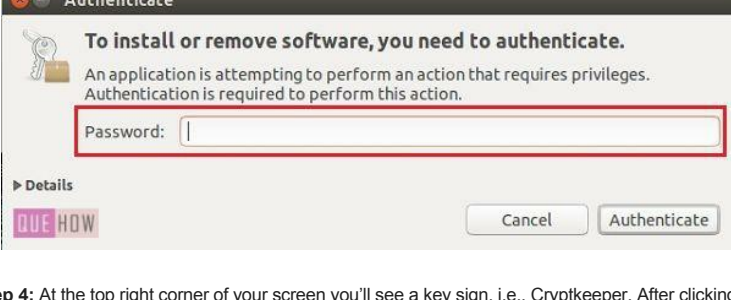 Authenticate
To install or remove software, you need to authenticate.
An application is attempting to perform an action that requires privileges.
Authentication is required to perform this action.
Password:
Details
QUE HOW
Cancel
Authenticate
4: At the top right corner of your screen you'll see a key sign, i.e., Cryptkeeper. After clicking